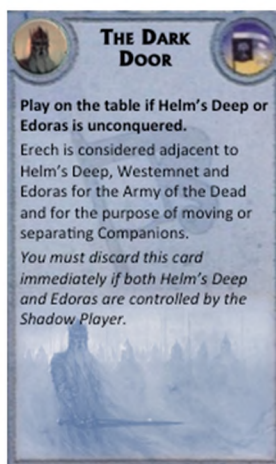 THE DARK
DOOR
Play on the table if Helm's Deep or
Edoras is unconquered.
Erech is considered adjacent to
Helm's Deep, Westemnet and
Edoras for the Army of the Dead
and for the purpose of moving or
separating Companions.
You must discard this card
immediately if both Helm's Deep
and Edoras are controlled by the
Shadow Player.